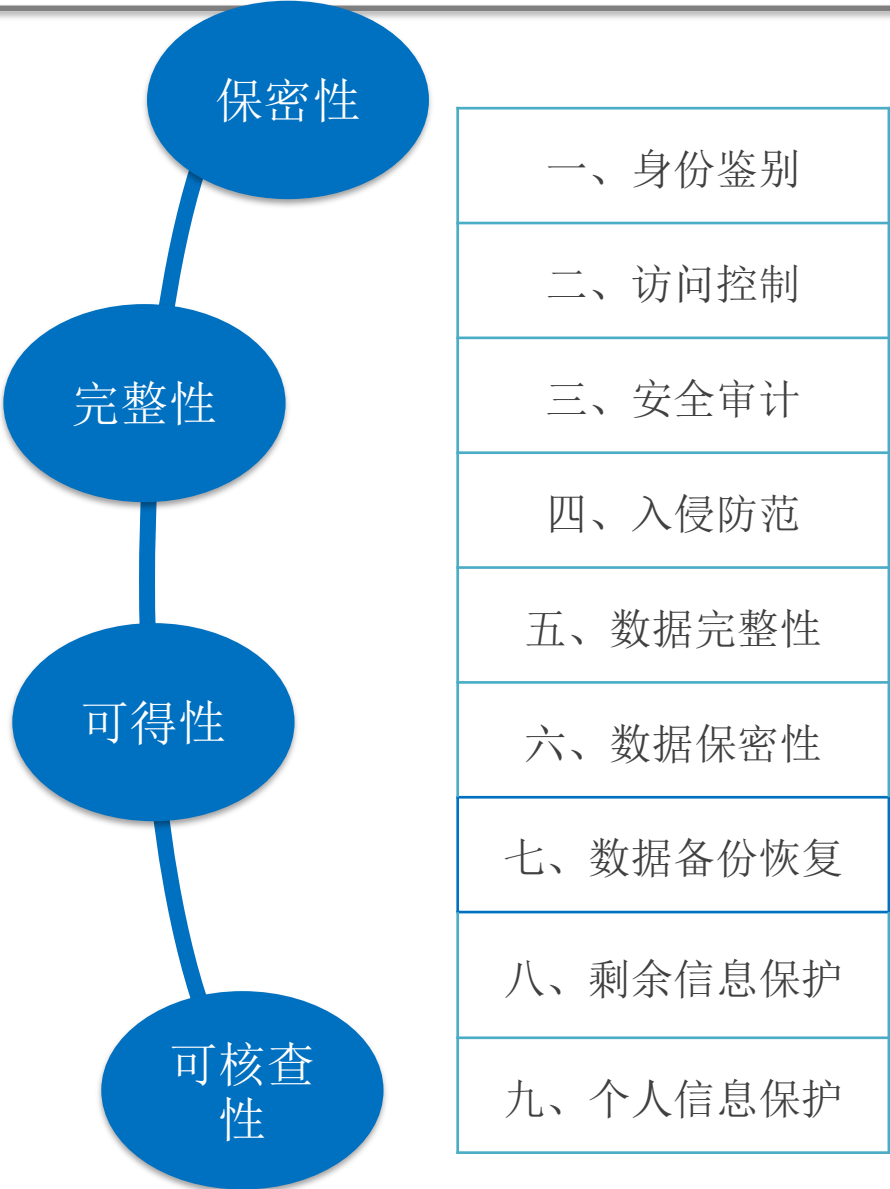 保密性
完整性
可得性
可核查
性
一、身份鉴别
二、访问控制
三、安全审计
四、入侵防范
五、数据完整性
六、数据保密性
七、数据备份恢复
八、剩余信息保护
九、个人信息保护